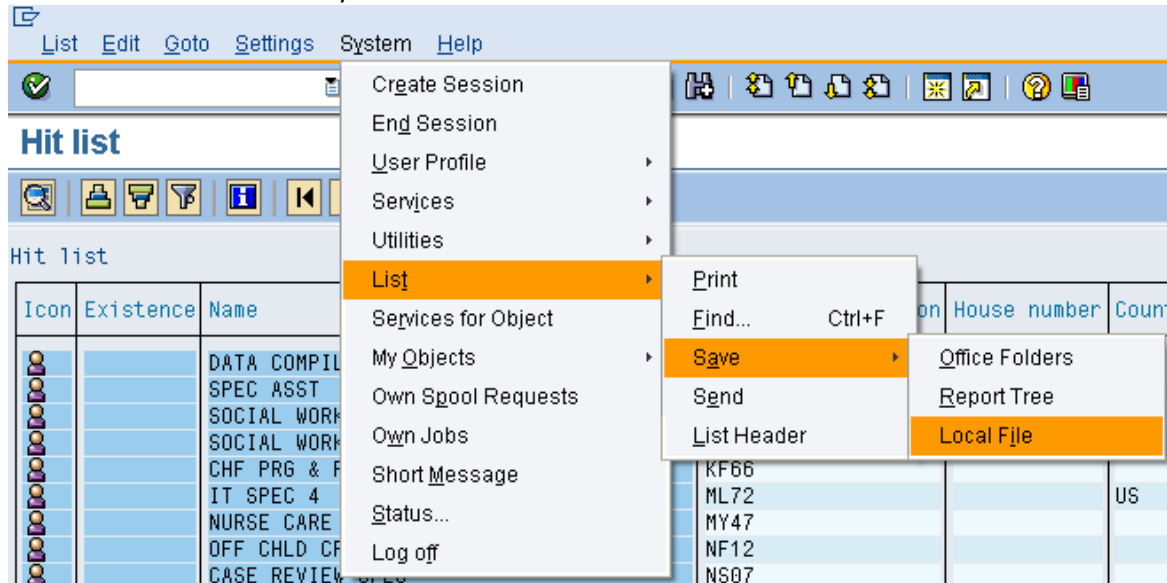 List Edit Goto Settings System Help
Create Session
End Session
Hit list
User Profile
Services
Utilities
Hit list
List
Print
Icon Existence Name
Services for Object
Find... Ctrl+F
on House number Coun
My Objects
Save
Office Folders
DATA COMPIL
SPEC ASST
Own Spool Requests
Send
Report Tree
SOCIAL WORK
SOCIAL WORK
Own Jobs
List Header
Local File
CHF PRG & 
KF66
Short Message
IT SPEC 4
ML72
US
NURSE CARE
Status...
MY47
OFF CHLD
Log off
NF12
CASE REVIEW SPEC
NS07